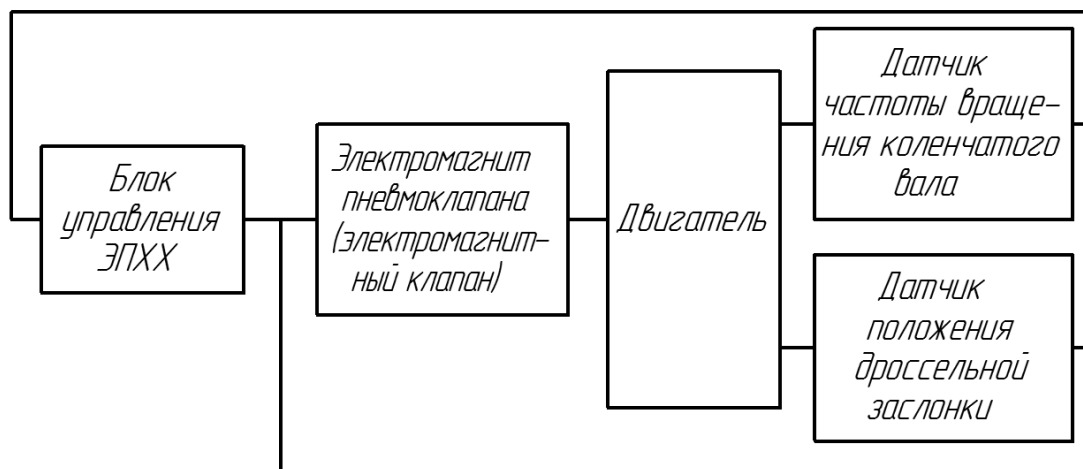 Блок
управления
ЭПХХ
Электромагнит
пневмоклапана
(электромагнит-
ный клапан)
Двигатель
Датчик
частоты враще-
ния коленчатого
вала
Датчик
положения
дроссельной
заслонки